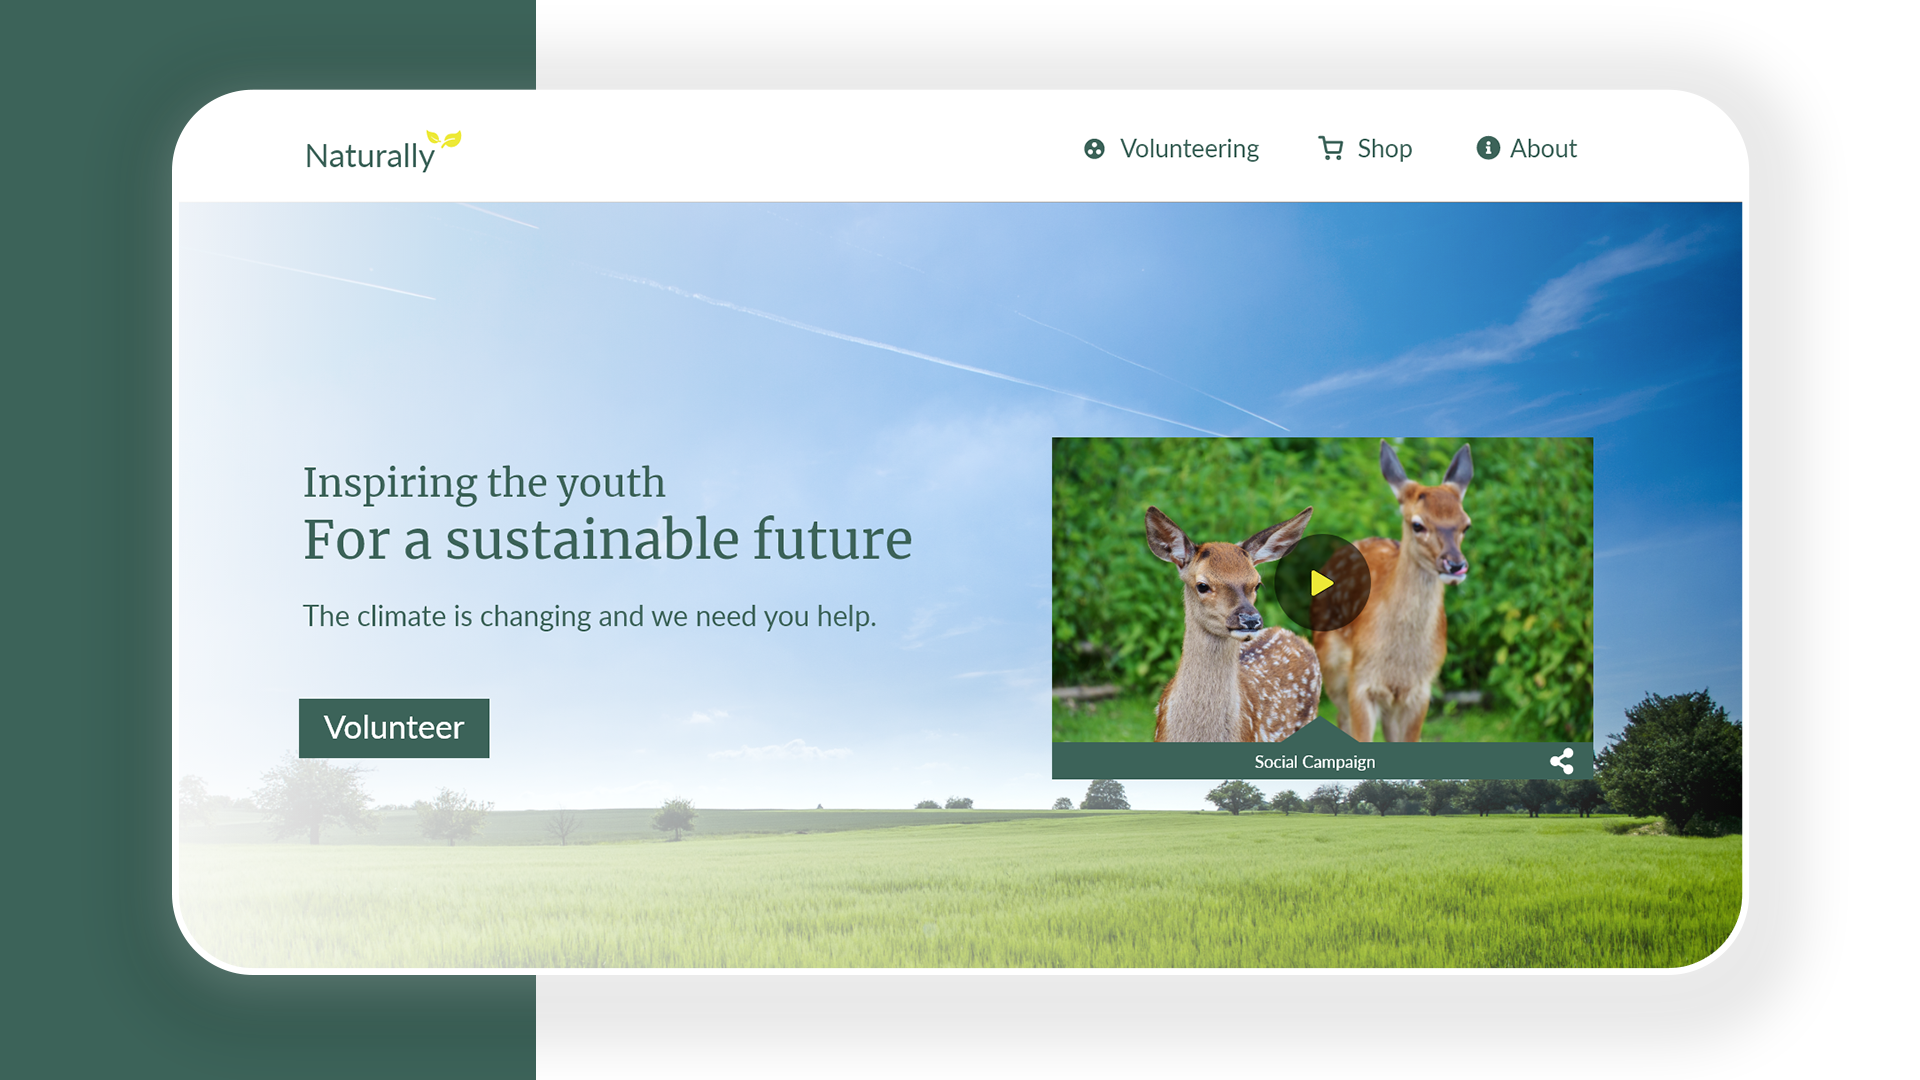 Naturally
Volunteering
Shop
About
Inspiring the youth
For a sustainable future
The climate is changing and we need you help.
Volunteer
Social Campaign